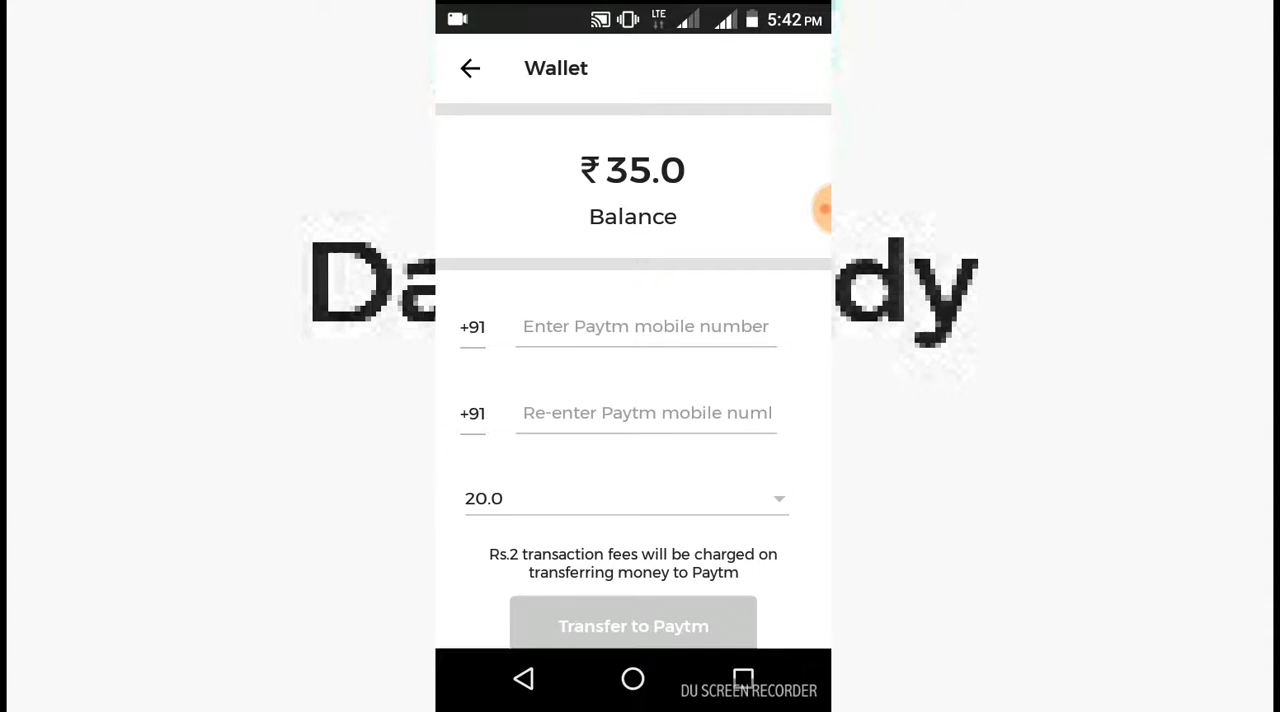 LTE 5:42 PM
Wallet
₹ 35.0
Balance
+91 Enter Paytm mobile number
+91 Re-enter Paytm mobile numl
20.0
Rs.2 transaction fees will be charged on
transferring money to Paytm
Transfer to Paytm
DU SCREEN RECORDER